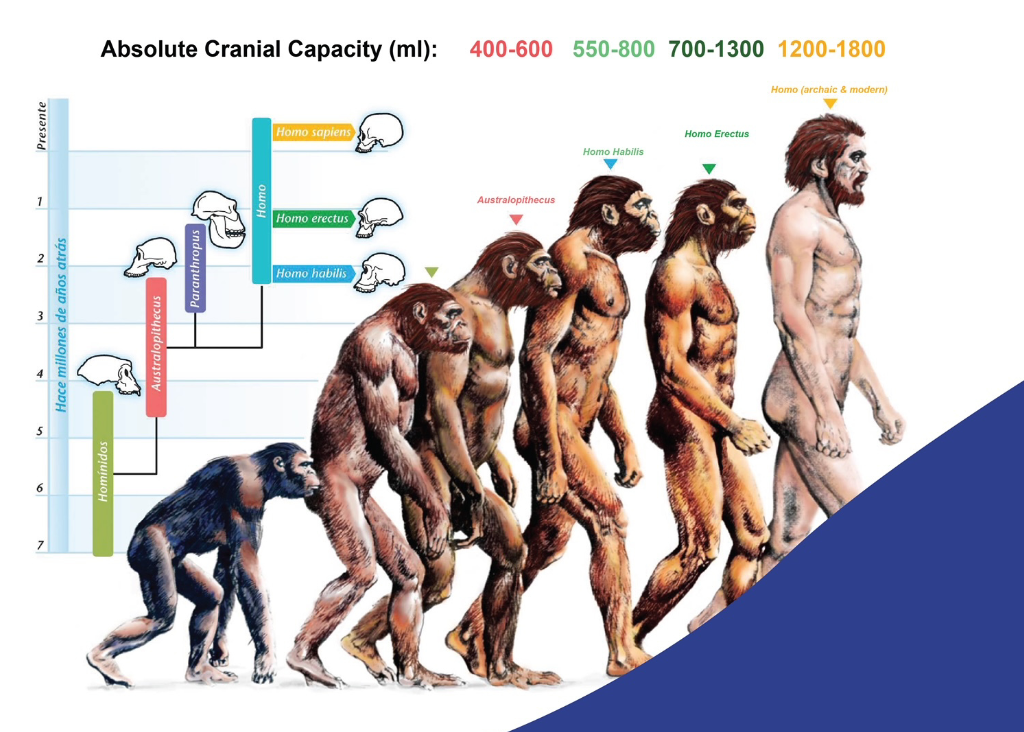 Absolute Cranial Capacity (ml): 400-600 550-800 700-1300 1200-1800
Homo (archaic & modern)
Homo Erectus
Homo Habilis
Australopithecus
Presente
1
2
3
4
5
6
7
Hace millones de años atrás
Homínidos
Australopithecus
Paranthropus
Homo
Homo sapiens
Homo erectus
Homo habilis